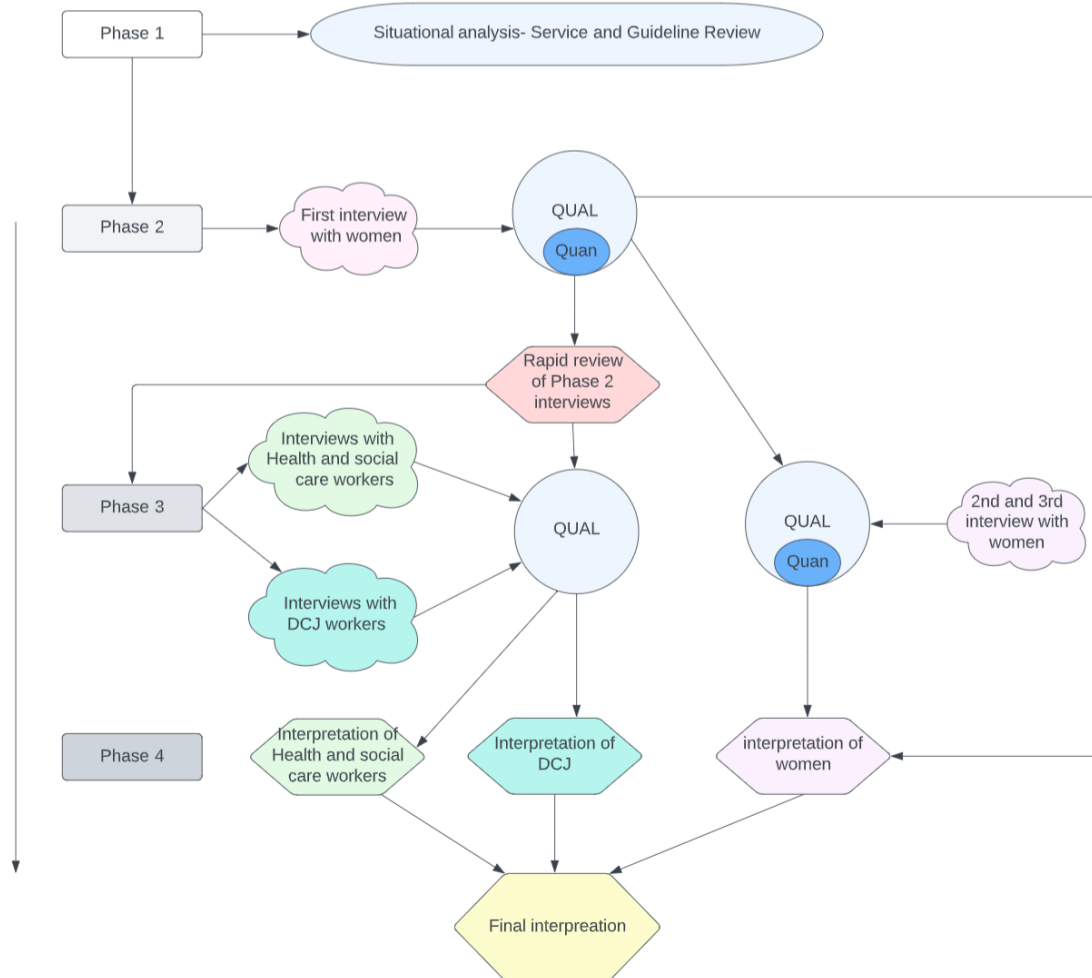 Phase 1
Situational analysis- Service and Guideline Review
Phase 2
First interview
with women
QUAL
Quan
Rapid review
of Phase 2
interviews
Phase 3
Interviews with
Health and social
care workers
Interviews with
DCJ workers
QUAL
QUAL
Quan
2nd and 3rd
interview with
women
Phase 4
Interpretation of
Health and social
care workers
Interpretation of
DCJ
interpretation of
women
Final interpreation